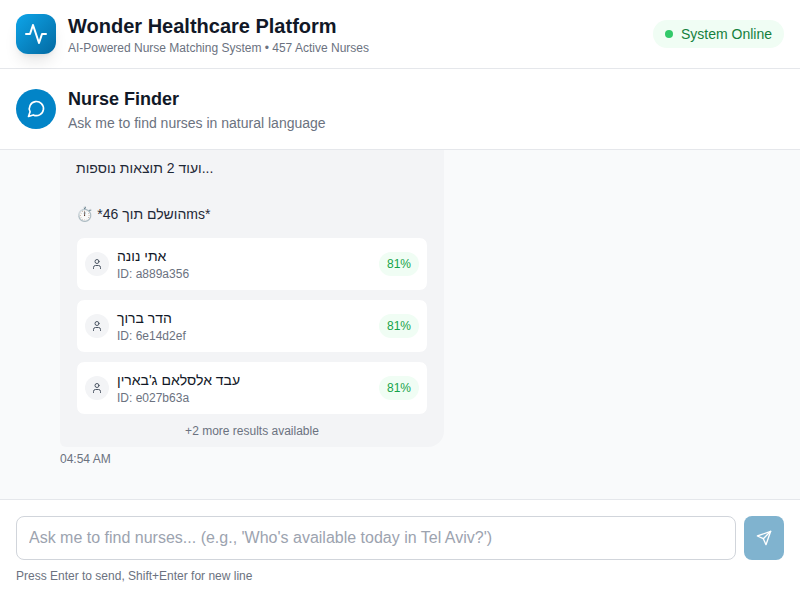 Wonder Healthcare Platform
AI-Powered Nurse Matching System • 457 Active Nurses
System Online
Nurse Finder
Ask me to find nurses in natural language
ועוד 2 תוצאות נוספות...
⏱️ *הושלם תוך 46ms*
אתי נונה
ID: a889a356
81%
הדר ברוך
ID: 6e14d2ef
81%
עבד אלסלאם ג'בארין
ID: e027b63a
81%
+2 more results available
04:54 AM
Ask me to find nurses... (e.g., 'Who's available today in Tel Aviv?')
Press Enter to send, Shift+Enter for new line